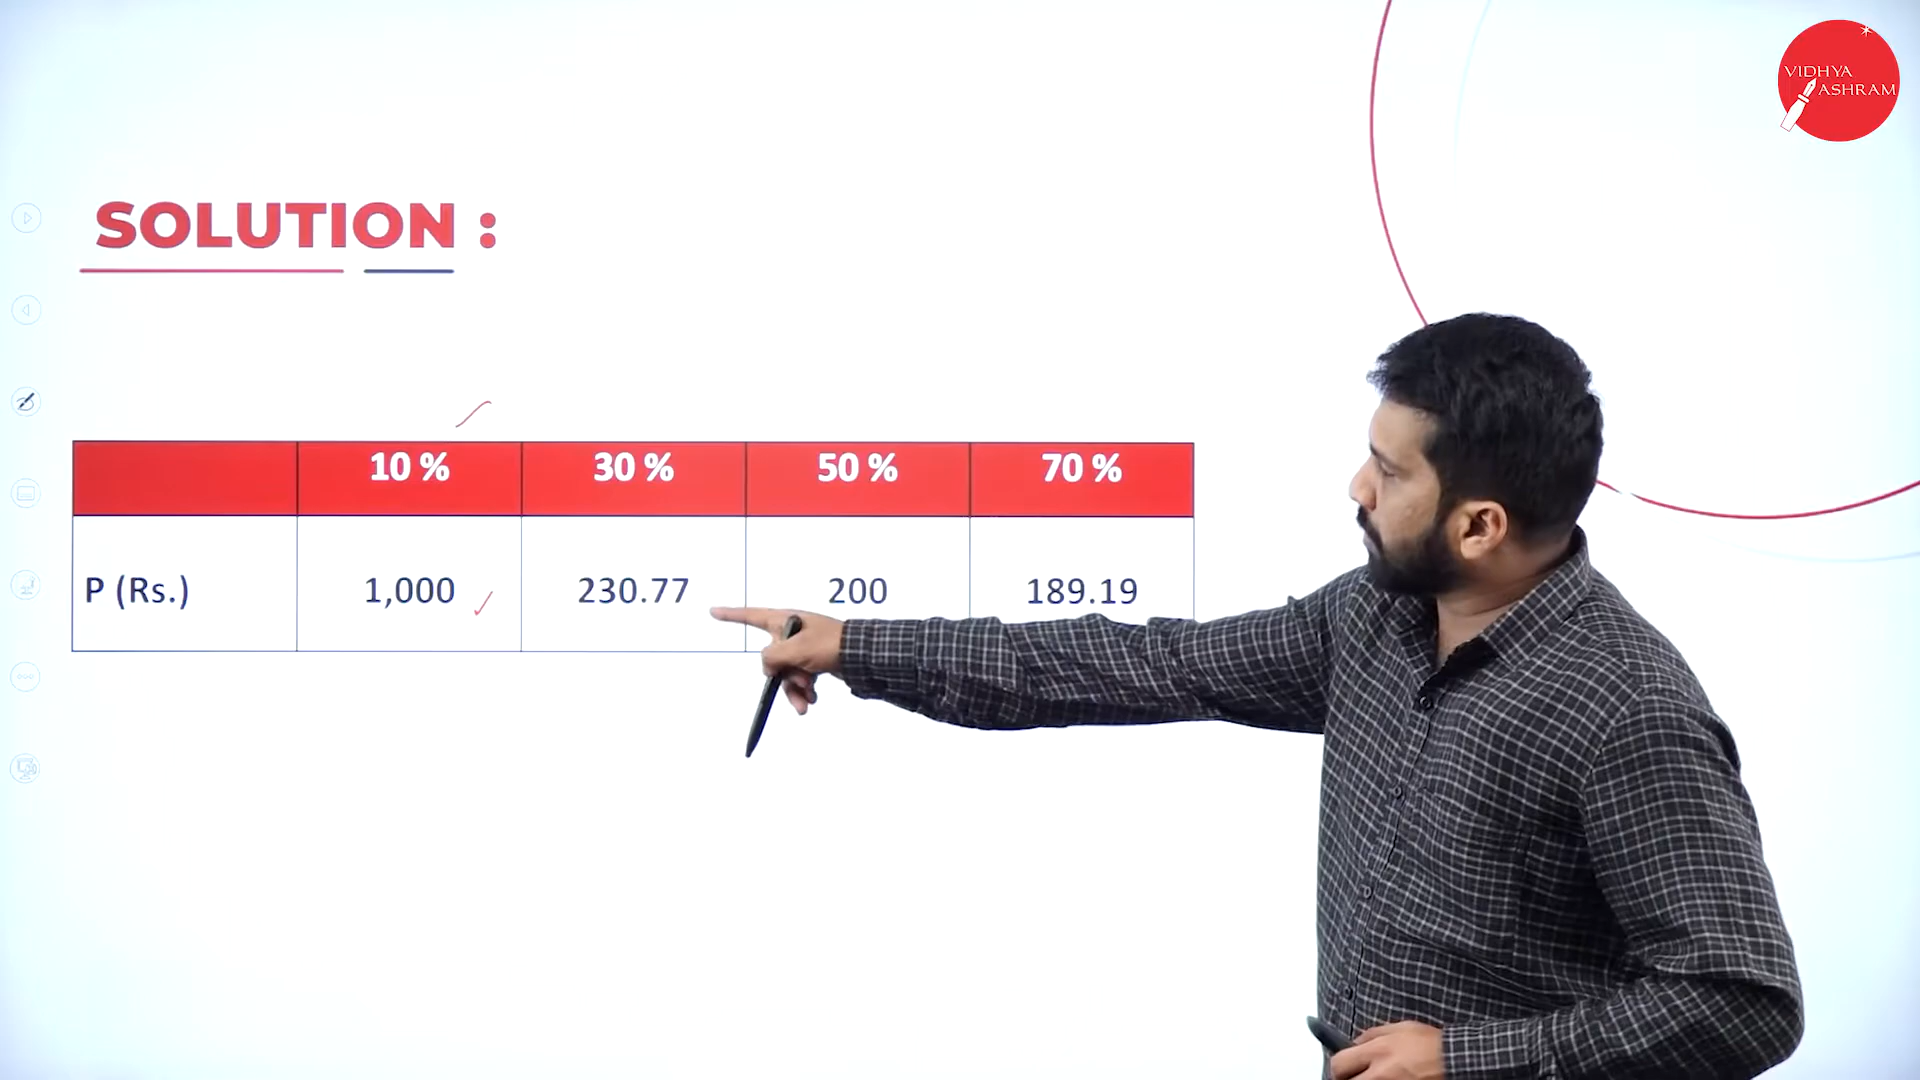 VIDHYA
ASHRAM
SOLUTION :
10 % 30 % 50 % 70 %
P (Rs.) 1,000 230.77 200 189.19